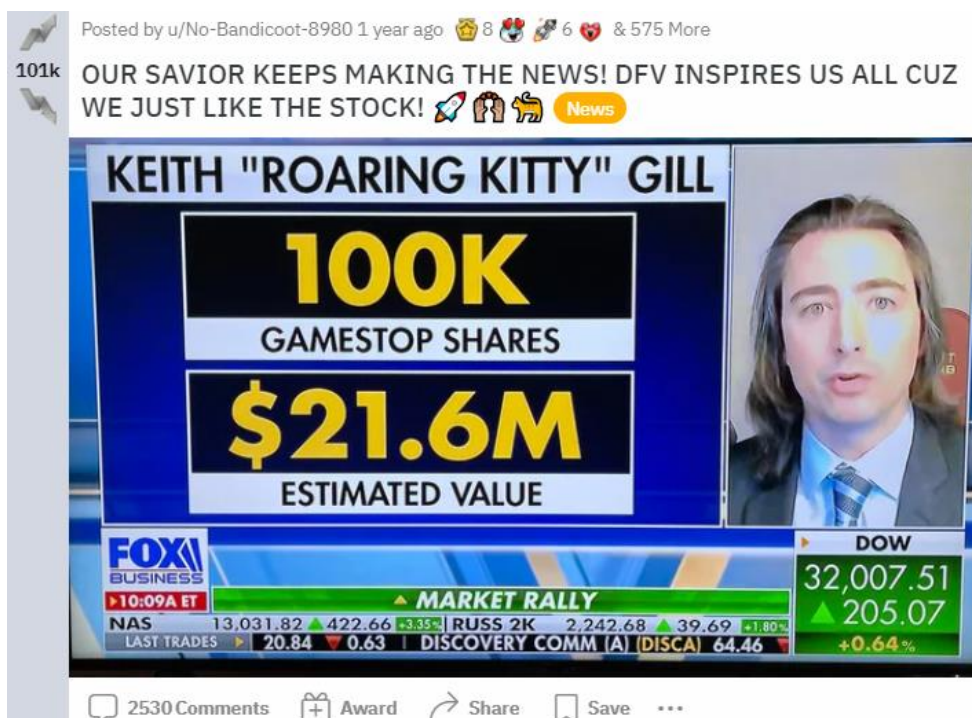 Posted by u/No-Bandicoot-8980 1 year ago 8 6 & 575 More
101k
OUR SAVIOR KEEPS MAKING THE NEWS! DFV INSPIRES US ALL CUZ
WE JUST LIKE THE STOCK! News
KEITH "ROARING KITTY" GILL
100K
GAMESTOP SHARES
$21.6M
ESTIMATED VALUE
FOX
BUSINESS
10:09A ET
MARKET RALLY
DOW
32,007.51
205.07
+0.64%
NAS 13,031.82 422.66 +3.35% RUSS 2K 2,242.68 39.69 +1.80%
LAST TRADES 20.84 0.63 DISCOVERY COMM (A) (DISCA) 64.46
2530 Comments Award Share Save ...